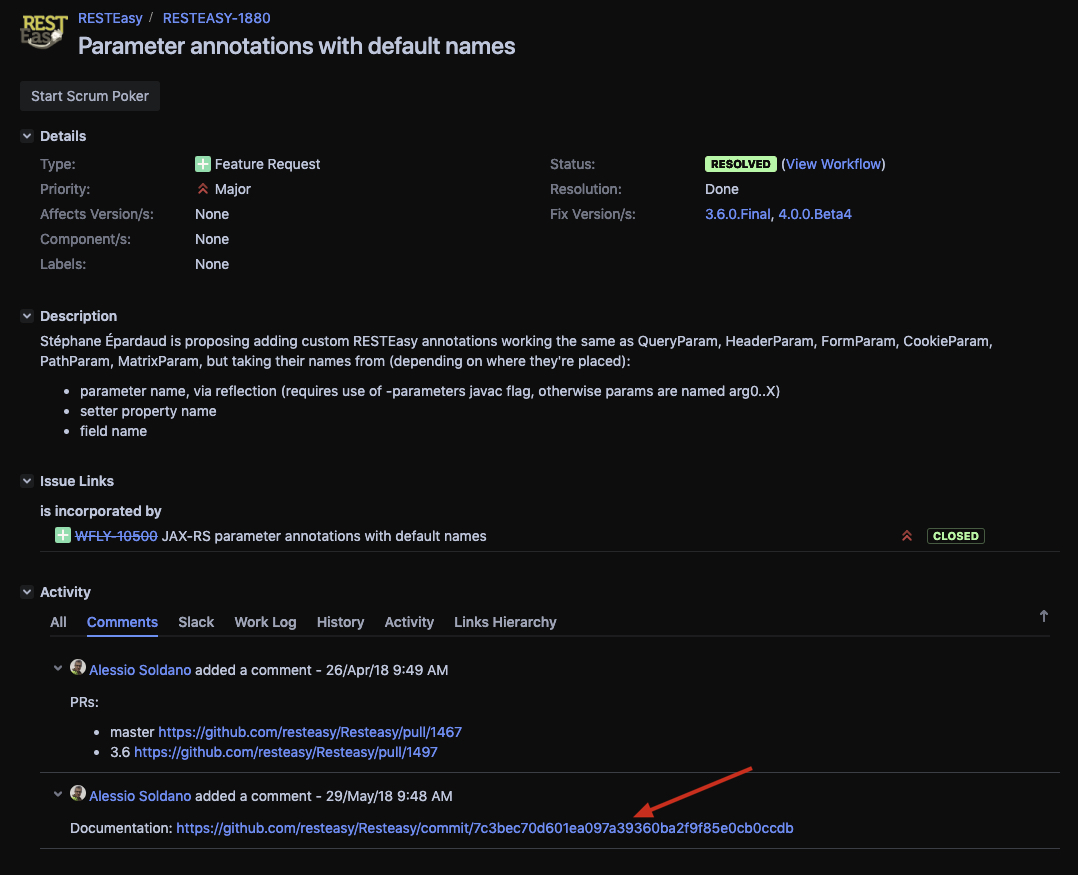 REST
Easy
RESTEasy / RESTEASY-1880
Parameter annotations with default names
Start Scrum Poker
Details
Type: Feature Request
Status: RESOLVED (View Workflow)
Priority: Major
Resolution: Done
Affects Version/s: None
Fix Version/s: 3.6.0.Final, 4.0.0.Beta4
Component/s: None
Labels: None
Description
Stéphane Épardaud is proposing adding custom RESTEasy annotations working the same as QueryParam, HeaderParam, FormParam, CookieParam,
PathParam, MatrixParam, but taking their names from (depending on where they're placed):
• parameter name, via reflection (requires use of -parameters javac flag, otherwise params are named arg0..X)
• setter property name
• field name
Issue Links
is incorporated by
WFLY-10500 JAX-RS parameter annotations with default names CLOSED
Activity
All Comments Slack Work Log History Activity Links Hierarchy
Alessio Soldano added a comment - 26/Apr/18 9:49 AM
PRs:
• master https://github.com/resteasy/Resteasy/pull/1467
• 3.6 https://github.com/resteasy/Resteasy/pull/1497
Alessio Soldano added a comment - 29/May/18 9:48 AM
Documentation: https://github.com/resteasy/Resteasy/commit/7c3bec70d601ea097a39360ba2f9f85e0cb0ccdb